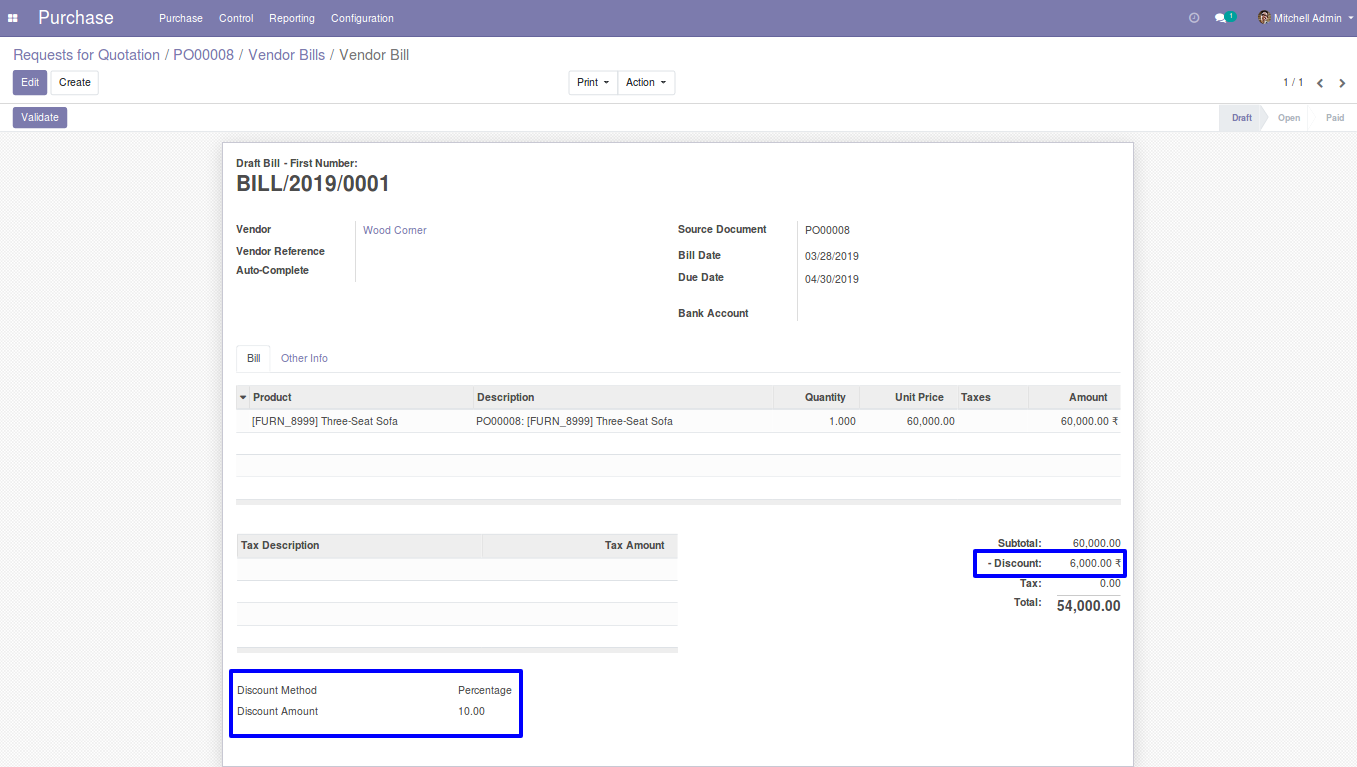 Purchase Purchase Control Reporting Configuration 1 Mitchell Admin
Requests for Quotation / PO00008 / Vendor Bills / Vendor Bill
Edit Create Print Action 1 / 1
Validate Draft Open Paid
Draft Bill - First Number:
BILL/2019/0001
Vendor Wood Corner Source Document PO00008
Vendor Reference Bill Date 03/28/2019
Auto-Complete Due Date 04/30/2019
Bank Account
Bill Other Info
Product Description Quantity Unit Price Taxes Amount
[FURN_8999] Three-Seat Sofa PO00008: [FURN_8999] Three-Seat Sofa 1.000 60,000.00 60,000.00 ₹
Tax Description Tax Amount Subtotal: 60,000.00
- Discount: 6,000.00 ₹
Tax: 0.00
Total: 54,000.00
Discount Method Percentage
Discount Amount 10.00